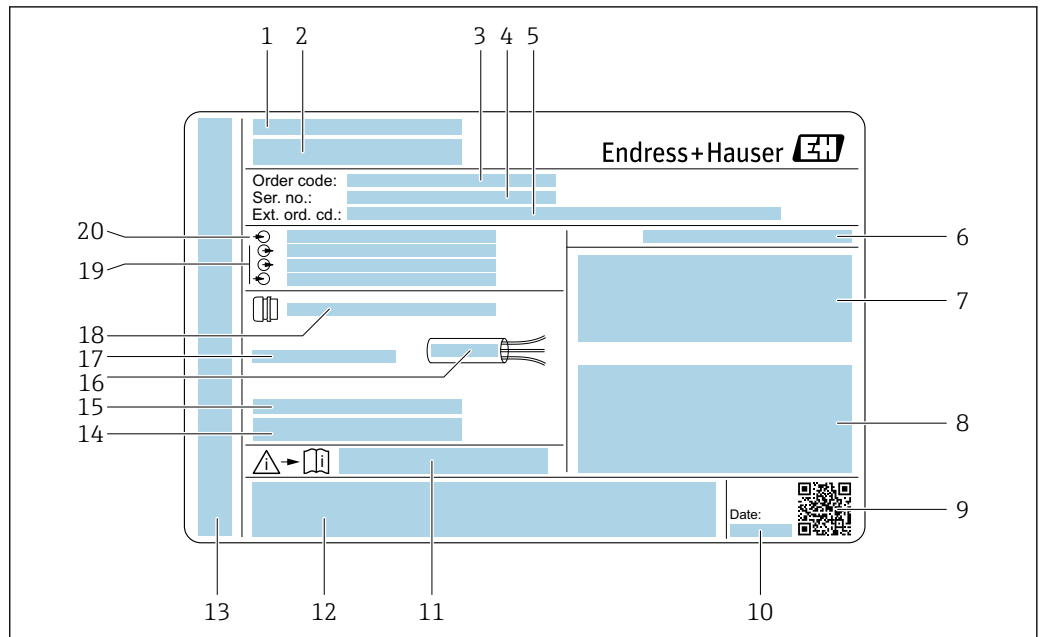 1 2 3 4 5
Endress+Hauser EH
Order code:
Ser. no.:
Ext. ord. cd.:
20
6
19
7
18
17
16
15
14
8
i i
Date:
9
13 12 11 10